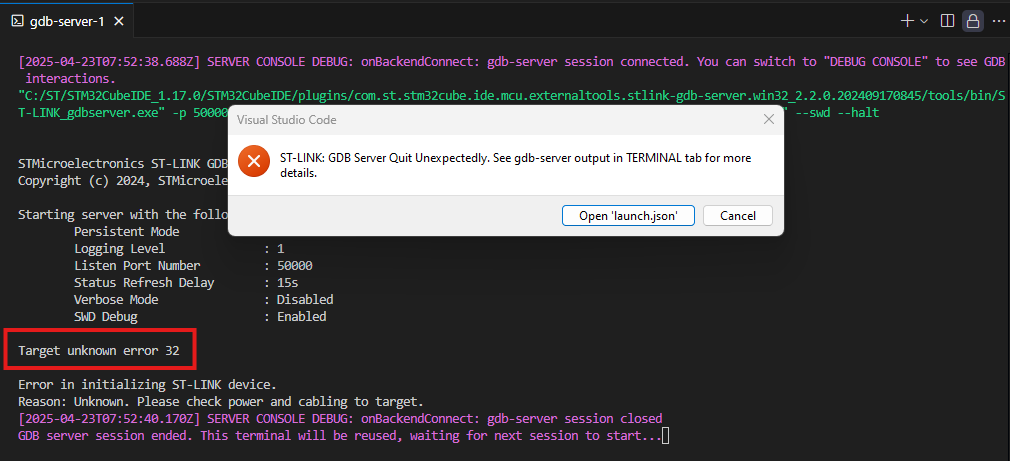 gdb-server-1
[2025-04-23T07:52:38.688Z] SERVER CONSOLE DEBUG: onBackendConnect: gdb-server session connected. You can switch to "DEBUG CONSOLE" to see GDB
interactions.
"C:/ST/STM32CubeIDE_1.17.0/STM32CubeIDE/plugins/com.st.stm32cube.ide.mcu.externaltools.stlink-gdb-server.win32_2.2.0.202409170845/tools/bin/S
T-LINK_gdbserver.exe" -p 50000 " --swd --halt
Visual Studio Code
ST-LINK: GDB Server Quit Unexpectedly. See gdb-server output in TERMINAL tab for more
details.
Open 'launch.json'
Cancel
STMicroelectronics ST-LINK GDB
Copyright (c) 2024, STMicroele
Starting server with the follo
Persistent Mode
Logging Level : 1
Listen Port Number : 50000
Status Refresh Delay : 15s
Verbose Mode : Disabled
SWD Debug : Enabled
Target unknown error 32
Error in initializing ST-LINK device.
Reason: Unknown. Please check power and cabling to target.
[2025-04-23T07:52:40.170Z] SERVER CONSOLE DEBUG: onBackendConnect: gdb-server session closed
GDB server session ended. This terminal will be reused, waiting for next session to start...